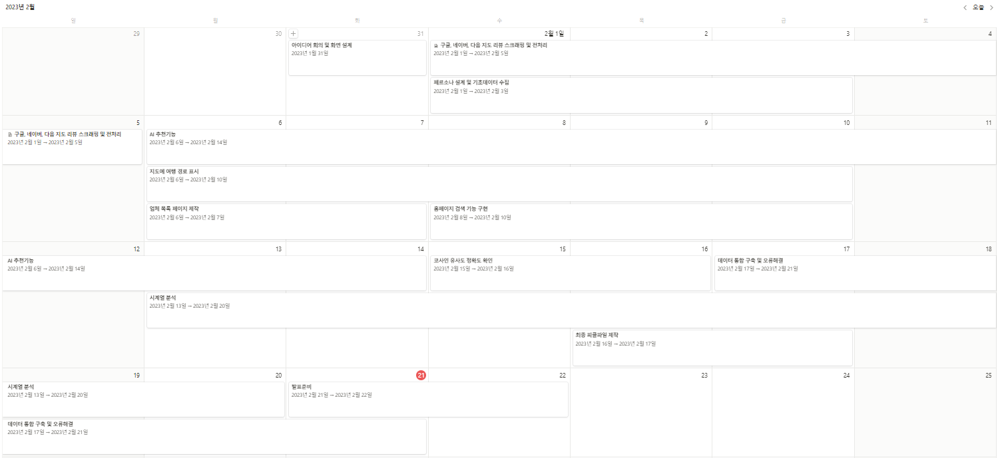 2023년 2월
오늘
일 월 화 수 목 금 토
29 30 31 2월 1일 2 3 4
아이디어 회의 및 화면 설계
2023년 1월 31일
구글, 네이버, 다음 지도 리뷰 스크래핑 및 전처리
2023년 2월 1일 → 2023년 2월 5일
페르소나 설계 및 기초데이터 수집
2023년 2월 1일 → 2023년 2월 3일
5 6 7 8 9 10 11
구글, 네이버, 다음 지도 리뷰 스크래핑 및 전처리
2023년 2월 1일 → 2023년 2월 5일
AI 추천기능
2023년 2월 6일 → 2023년 2월 14일
지도에 여행 경로 표시
2023년 2월 6일 → 2023년 2월 10일
업체 목록 페이지 제작
2023년 2월 6일 → 2023년 2월 7일
홈페이지 검색 기능 구현
2023년 2월 8일 → 2023년 2월 10일
12 13 14 15 16 17 18
AI 추천기능
2023년 2월 6일 → 2023년 2월 14일
코사인 유사도 정확도 확인
2023년 2월 15일 → 2023년 2월 16일
데이터 통합 구축 및 오류해결
2023년 2월 17일 → 2023년 2월 21일
시계열 분석
2023년 2월 13일 → 2023년 2월 20일
최종 피클파일 제작
2023년 2월 16일 → 2023년 2월 17일
19 20 21 22 23 24 25
시계열 분석
2023년 2월 13일 → 2023년 2월 20일
발표준비
2023년 2월 21일 → 2023년 2월 22일
데이터 통합 구축 및 오류해결
2023년 2월 17일 → 2023년 2월 21일